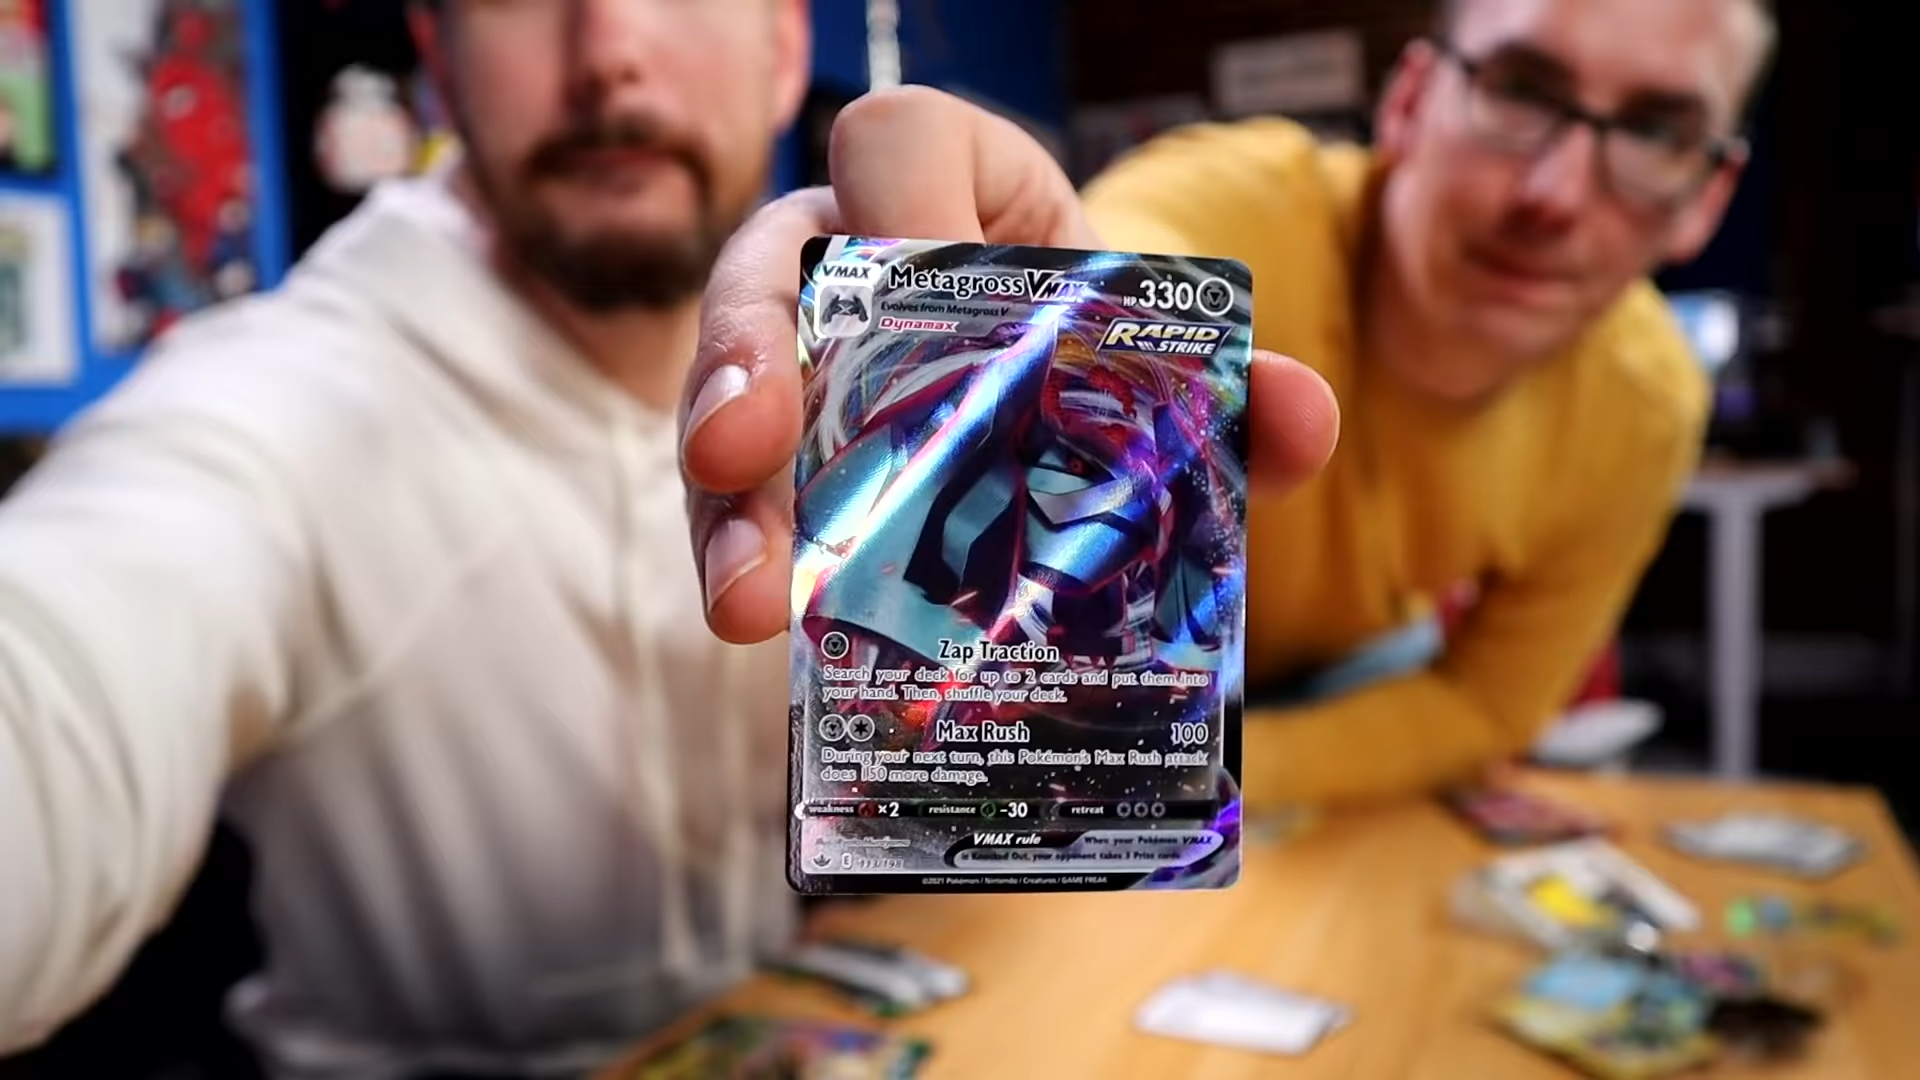 VMAX
Metagross VMAX
HP 330
Evolves from Metagross V
Dynamax
RAPID
STRIKE
Zap Traction
Search your deck for up to 2 cards and put them into
your hand. Then, shuffle your deck.
Max Rush 100
During your next turn, this Pokémon's Max Rush attack
does 150 more damage.
weakness ×2 resistance -30 retreat
VMAX rule When your Pokémon VMAX
is Knocked Out, your opponent takes 3 Prize cards.
E 113/198
©2021 Pokémon / Nintendo / Creatures / GAME FREAK